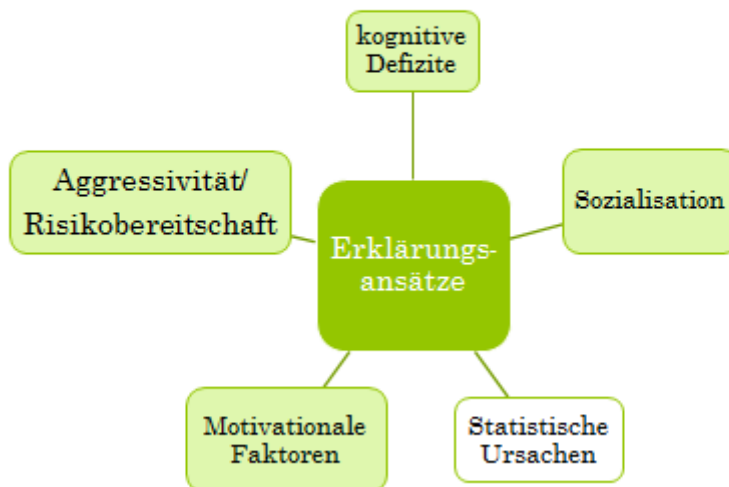 kognitive
Defizite
Aggressivität/
Risikobereitschaft
Sozialisation
Erklärungs-
ansätze
Motivationale
Faktoren
Statistische
Ursachen